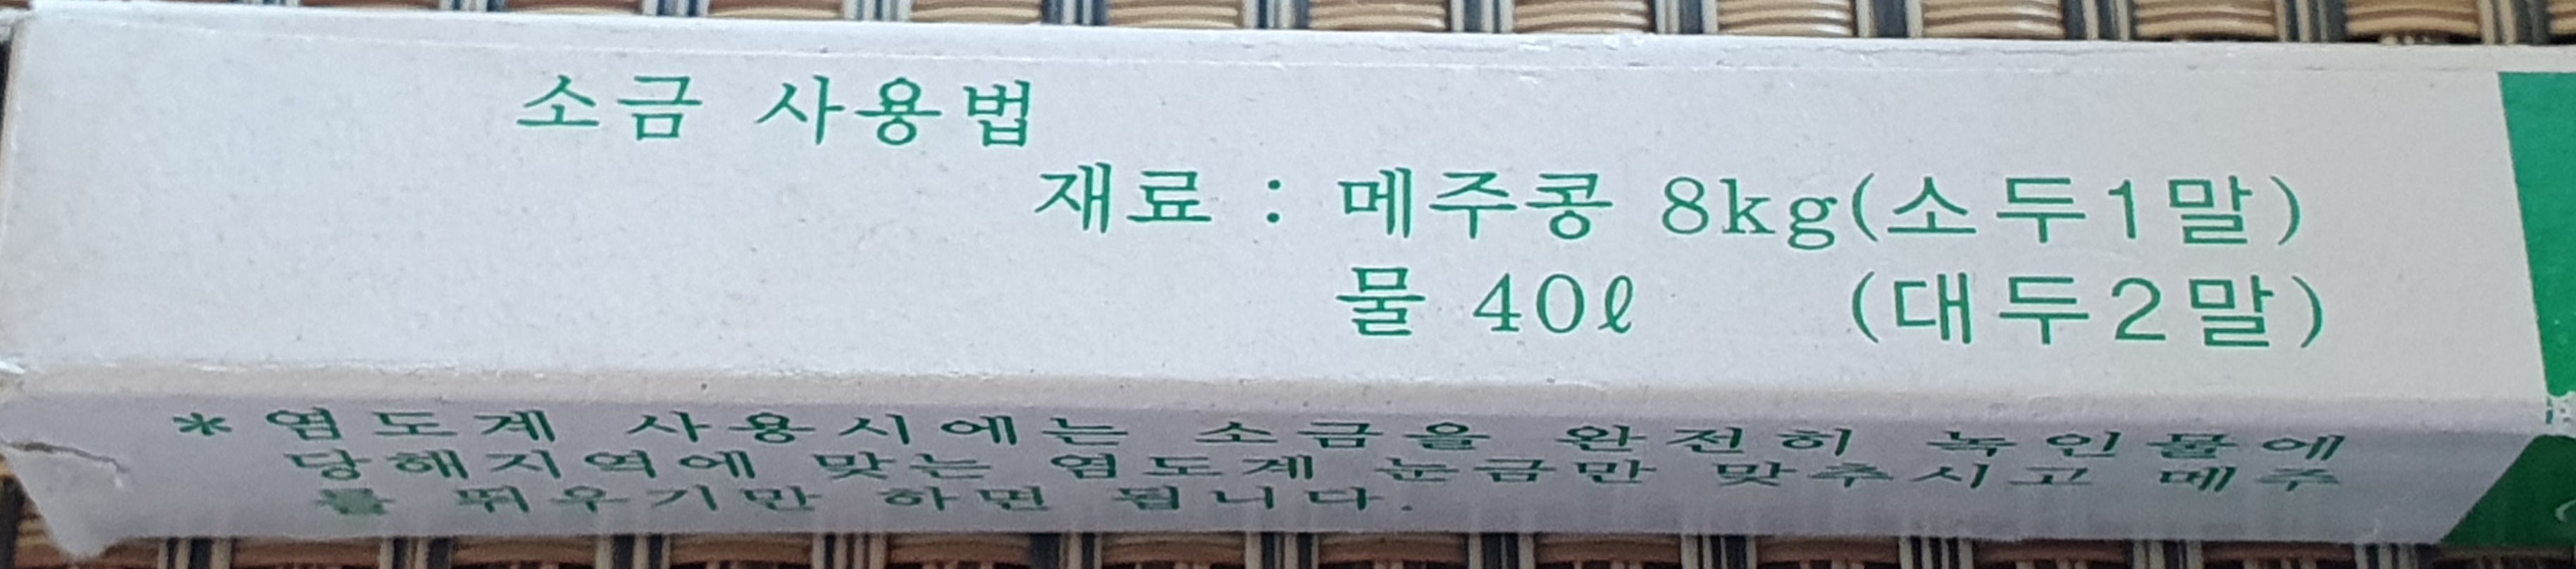 소금 사용법
재료 : 메주콩 8kg(소두1말)
물 40ℓ (대두2말)
*염도계 사용시에는 소금을 완전히 녹인물에
당해지역에 맞는 염도계 눈금만 맞추시고 메주
를 띄우기만 하면 됩니다.